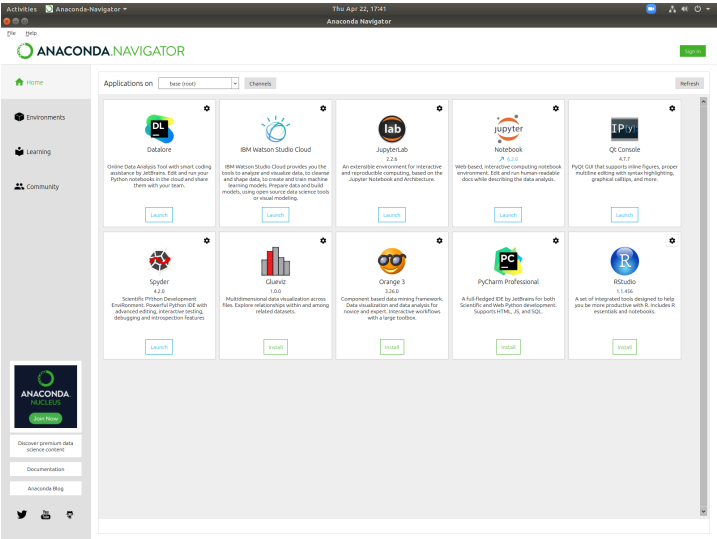 Activities
Anaconda-Navigator
Thu Apr 22, 17:41
Anaconda Navigator
File Help
ANACONDA.NAVIGATOR
Sign in
Home
Environments
Learning
Community
Applications on
base (root)
Channels
Refresh
DL
Datalore
Online Data Analysis Tool with smart coding
assistance by JetBrains. Edit and run your
Python notebooks in the cloud and share
them with your team.
Launch
IBM Watson Studio Cloud
IBM Watson Studio Cloud provides you the
tools to analyze and visualize data, to cleanse
and shape data, to create and train machine
learning models. Prepare data and build
models, using open source data science tools
or visual modeling.
Launch
lab
JupyterLab
2.2.6
An extensible environment for interactive
and reproducible computing, based on the
Jupyter Notebook and Architecture.
Launch
jupyter
Notebook
6.2.0
Web-based, interactive computing notebook
environment. Edit and run human-readable
docs while describing the data analysis.
Launch
IP[y]:
Qt Console
4.7.7
PyQt GUI that supports inline figures, proper
multiline editing with syntax highlighting,
graphical calltips, and more.
Launch
Spyder
4.2.0
Scientific PYthon Development
EnviRonment. Powerful Python IDE with
advanced editing, interactive testing,
debugging and introspection features
Launch
Glueviz
1.0.0
Multidimensional data visualization across
files. Explore relationships within and among
related datasets.
Install
Orange 3
3.26.0
Component based data mining framework.
Data visualization and data analysis for
novice and expert. Interactive workflows
with a large toolbox.
Install
PC
PyCharm Professional
A full-fledged IDE by JetBrains for both
Scientific and Web Python development.
Supports HTML, JS, and SQL.
Install
R
RStudio
1.1.456
A set of integrated tools designed to help
you be more productive with R. Includes R
essentials and notebooks.
Install
ANACONDA.
NUCLEUS
Join Now
Discover premium data
science content
Documentation
Anaconda Blog
You
Tube